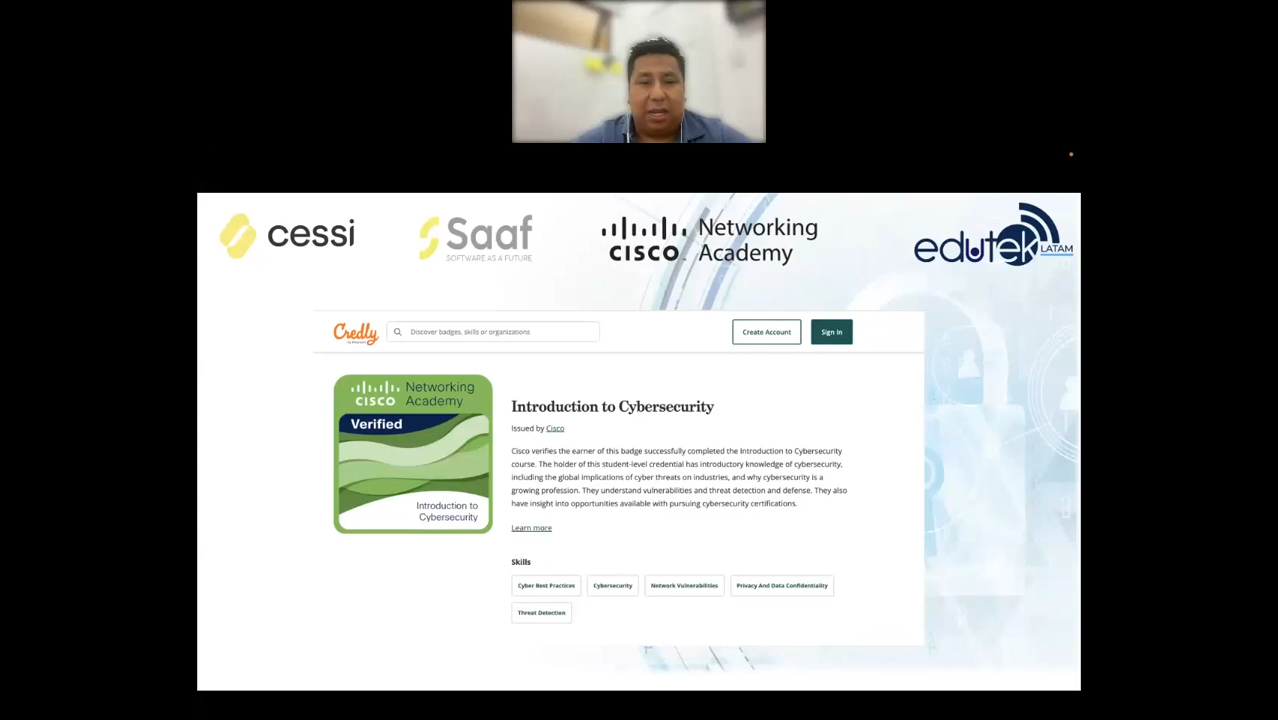 cessi
Saaf
SOFTWARE AS A FUTURE
CISCO
Networking
Academy
edutek
LATAM
Credly
Discover badges, skills or organizations
Create Account
Sign In
CISCO
Networking
Academy
Verified
Introduction to
Cybersecurity
Introduction to Cybersecurity
Issued by Cisco
Cisco verifies the earner of this badge successfully completed the Introduction to Cybersecurity
course. The holder of this student-level credential has introductory knowledge of cybersecurity,
including the global implications of cyber threats on industries, and why cybersecurity is a
growing profession. They understand vulnerabilities and threat detection and defense. They also
have insight into opportunities available with pursuing cybersecurity certifications.
Learn more
Skills
Cyber Best Practices
Cybersecurity
Network Vulnerabilities
Privacy And Data Confidentiality
Threat Detection